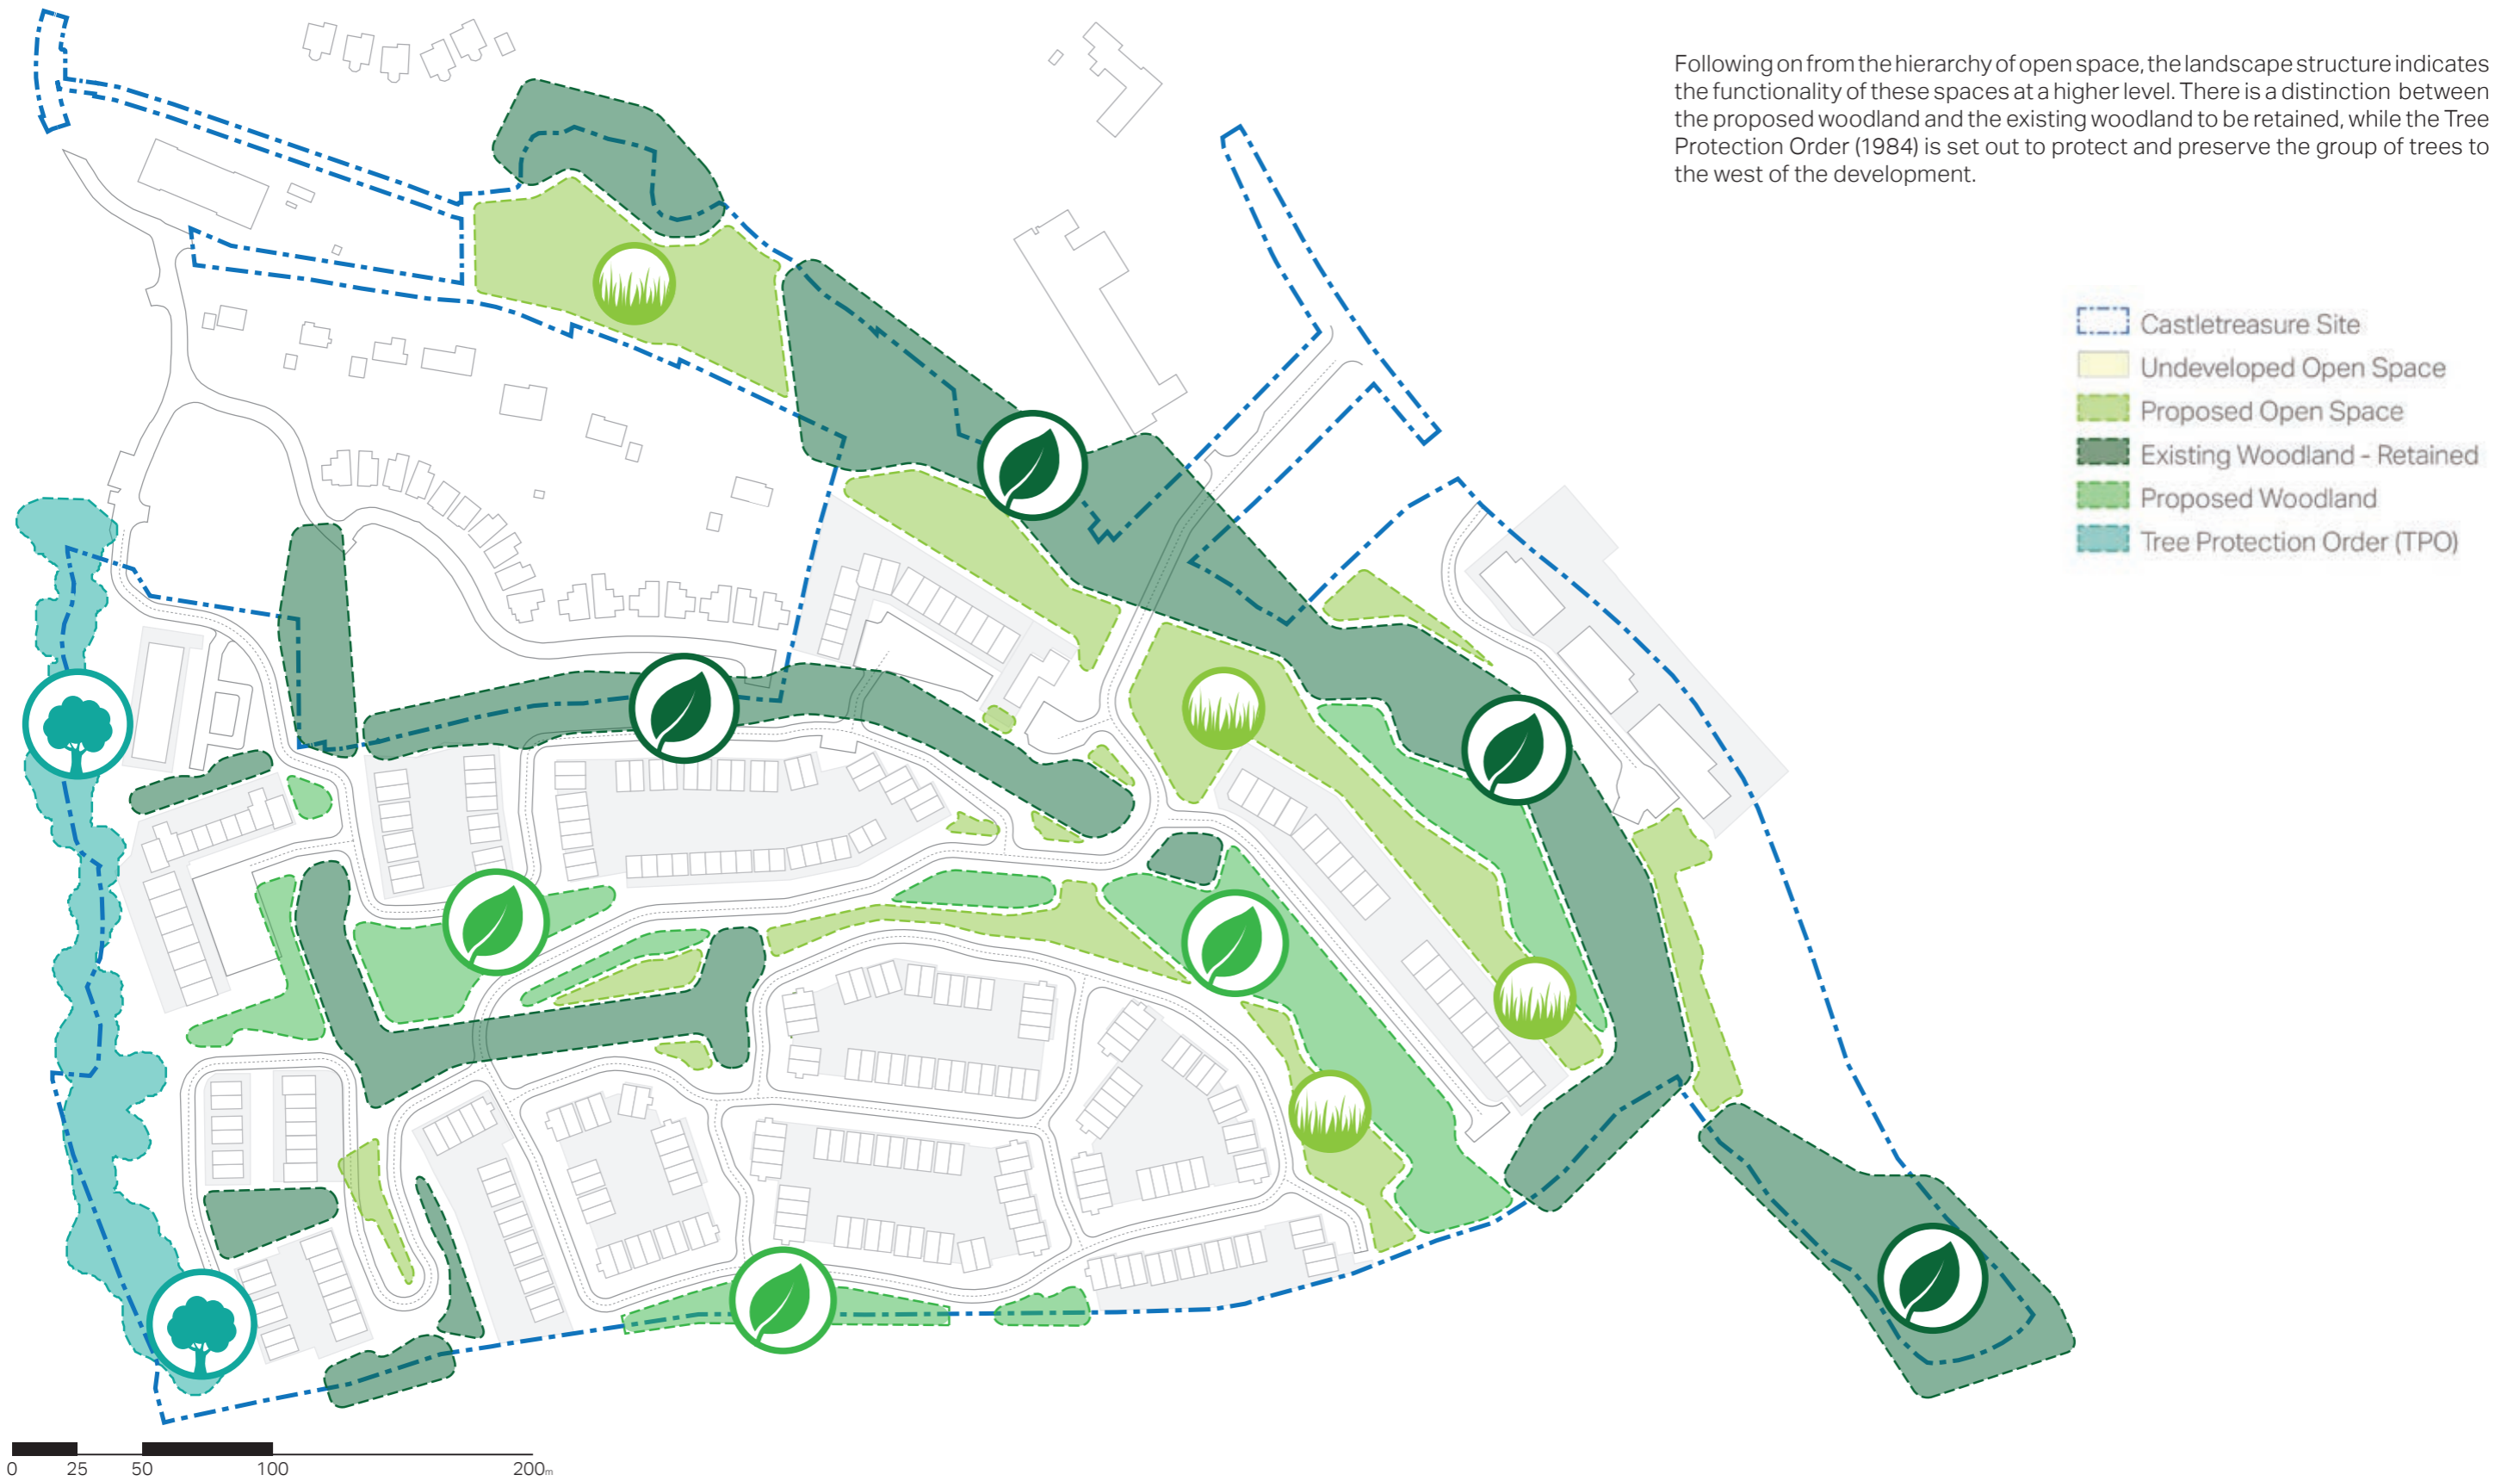 Following on from the hierarchy of open space, the landscape structure indicates
the functionality of these spaces at a higher level. There is a distinction between
the proposed woodland and the existing woodland to be retained, while the Tree
Protection Order (1984) is set out to protect and preserve the group of trees to
the west of the development.
Castletreasure Site
Undeveloped Open Space
Proposed Open Space
Existing Woodland - Retained
Proposed Woodland
Tree Protection Order (TPO)
0 25 50 100 200m